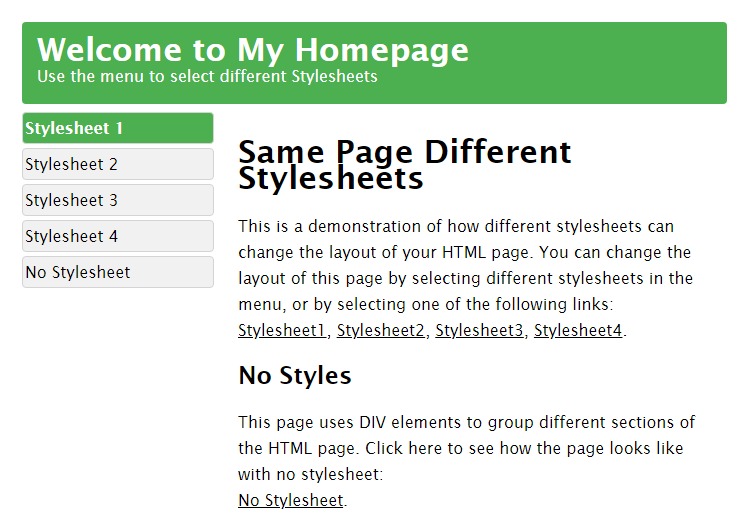 Welcome to My Homepage
Use the menu to select different Stylesheets
Stylesheet 1
Stylesheet 2
Stylesheet 3
Stylesheet 4
No Stylesheet
Same Page Different
Stylesheets
This is a demonstration of how different stylesheets can
change the layout of your HTML page. You can change the
layout of this page by selecting different stylesheets in the
menu, or by selecting one of the following links:
Stylesheet1, Stylesheet2, Stylesheet3, Stylesheet4.
No Styles
This page uses DIV elements to group different sections of
the HTML page. Click here to see how the page looks like
with no stylesheet:
No Stylesheet.